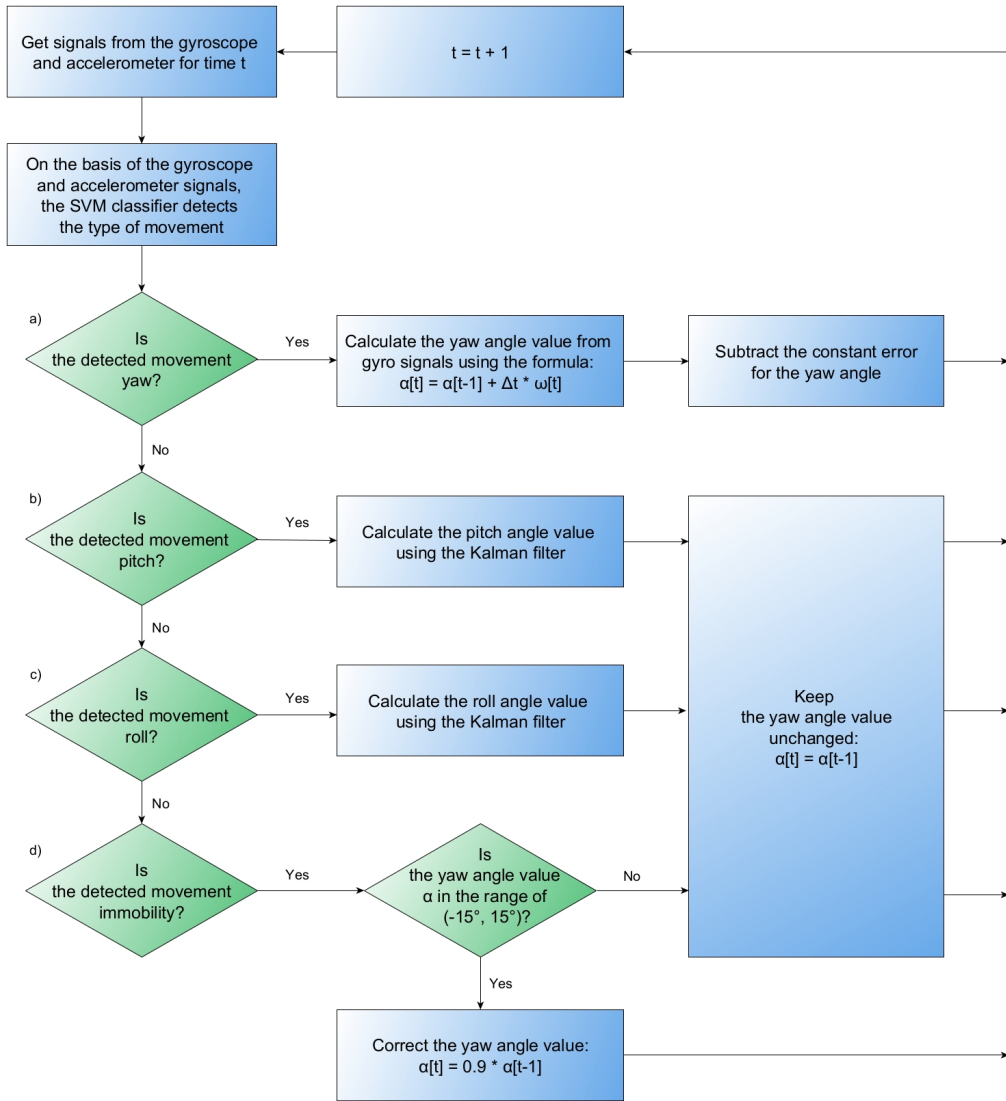 Get signals from the gyroscope
and accelerometer for time t
t = t + 1
On the basis of the gyroscope
and accelerometer signals,
the SVM classifier detects
the type of movement
a)
Is
the detected movement
yaw?
Yes
Calculate the yaw angle value from
gyro signals using the formula:
α[t] = α[t-1] + Δt * ω[t]
Subtract the constant error
for the yaw angle
No
b)
Is
the detected movement
pitch?
Yes
Calculate the pitch angle value
using the Kalman filter
No
c)
Is
the detected movement
roll?
Yes
Calculate the roll angle value
using the Kalman filter
Keep
the yaw angle value
unchanged:
α[t] = α[t-1]
No
d)
Is
the detected movement
immobility?
Yes
Is
the yaw angle value
α in the range of
(-15°, 15°)?
No
Yes
Correct the yaw angle value:
α[t] = 0.9 * α[t-1]